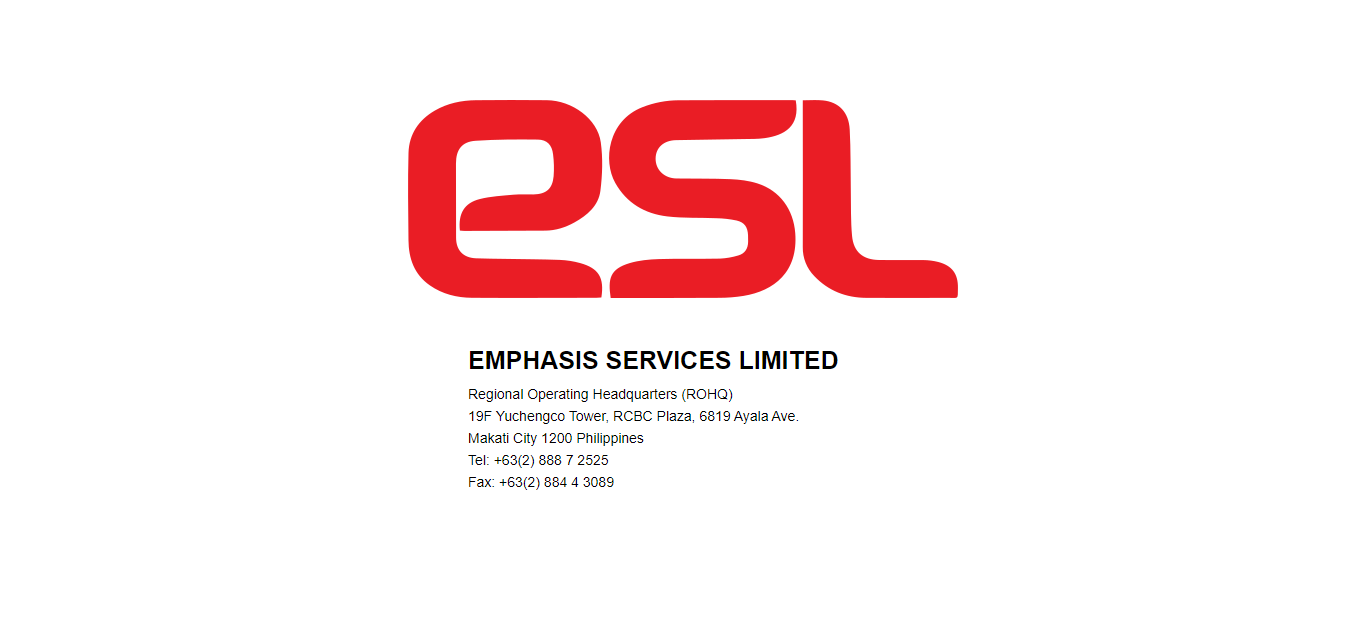 esl
EMPHASIS SERVICES LIMITED
Regional Operating Headquarters (ROHQ)
19F Yuchengco Tower, RCBC Plaza, 6819 Ayala Ave.
Makati City 1200 Philippines
Tel: +63(2) 888 7 2525
Fax: +63(2) 884 4 3089